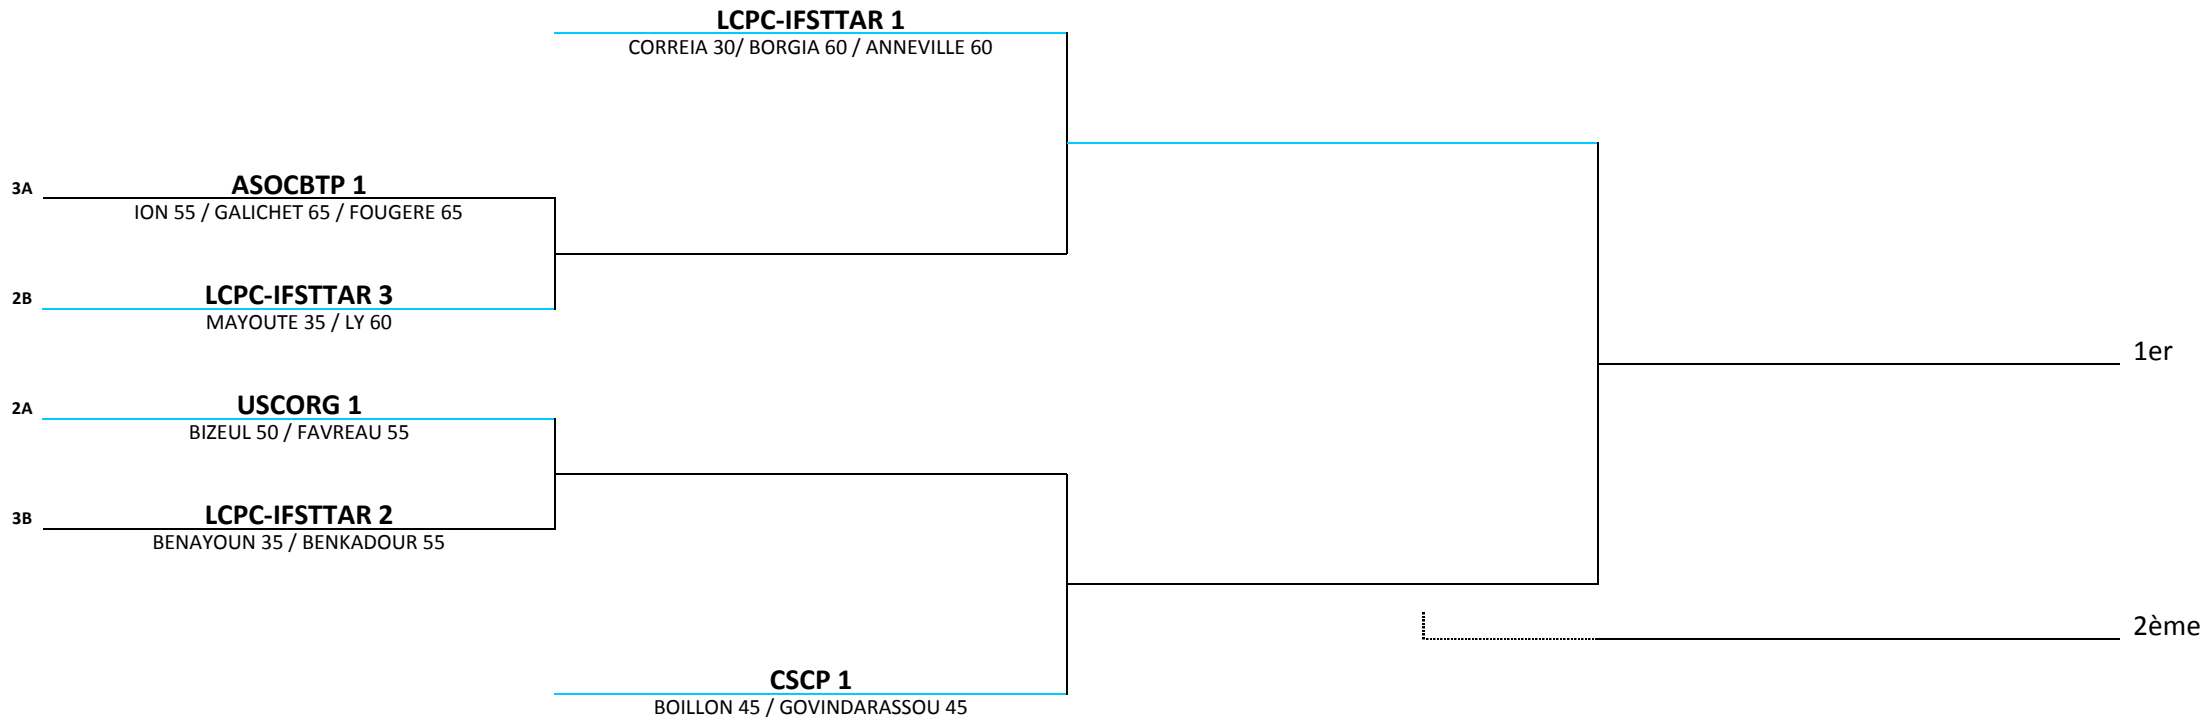 LCPC-IFSTTAR 1
CORREIA 30/ BORGIA 60 / ANNEVILLE 60
3A
ASOCBTP 1
ION 55 / GALICHET 65 / FOUGERE 65
2B
LCPC-IFSTTAR 3
MAYOUTE 35 / LY 60
1er
2A
USCORG 1
BIZEUL 50 / FAVREAU 55
3B
LCPC-IFSTTAR 2
BENAYOUN 35 / BENKADOUR 55
2ème
CSCP 1
BOILLON 45 / GOVINDARASSOU 45